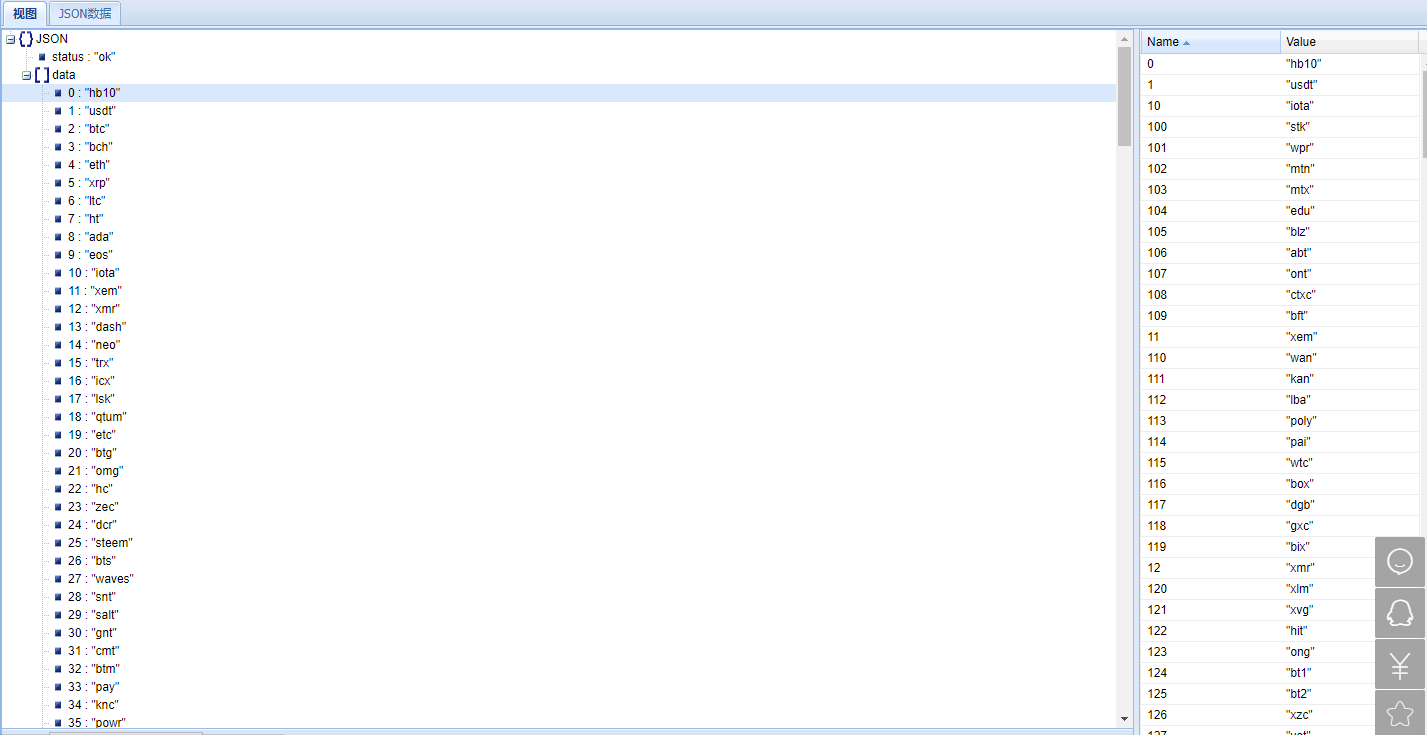 视图 JSON数据
JSON
status : "ok"
data
0 : "hb10"
1 : "usdt"
2 : "btc"
3 : "bch"
4 : "eth"
5 : "xrp"
6 : "ltc"
7 : "ht"
8 : "ada"
9 : "eos"
10 : "iota"
11 : "xem"
12 : "xmr"
13 : "dash"
14 : "neo"
15 : "trx"
16 : "icx"
17 : "lsk"
18 : "qtum"
19 : "etc"
20 : "btg"
21 : "omg"
22 : "hc"
23 : "zec"
24 : "dcr"
25 : "steem"
26 : "bts"
27 : "waves"
28 : "snt"
29 : "salt"
30 : "gnt"
31 : "cmt"
32 : "btm"
33 : "pay"
34 : "knc"
35 : "powr"
Name Value
0 "hb10"
1 "usdt"
10 "iota"
100 "stk"
101 "wpr"
102 "mtn"
103 "mtx"
104 "edu"
105 "blz"
106 "abt"
107 "ont"
108 "ctxc"
109 "bft"
11 "xem"
110 "wan"
111 "kan"
112 "lba"
113 "poly"
114 "pai"
115 "wtc"
116 "box"
117 "dgb"
118 "gxc"
119 "bix"
12 "xmr"
120 "xlm"
121 "xvg"
122 "hit"
123 "ong"
124 "bt1"
125 "bt2"
126 "xzc"